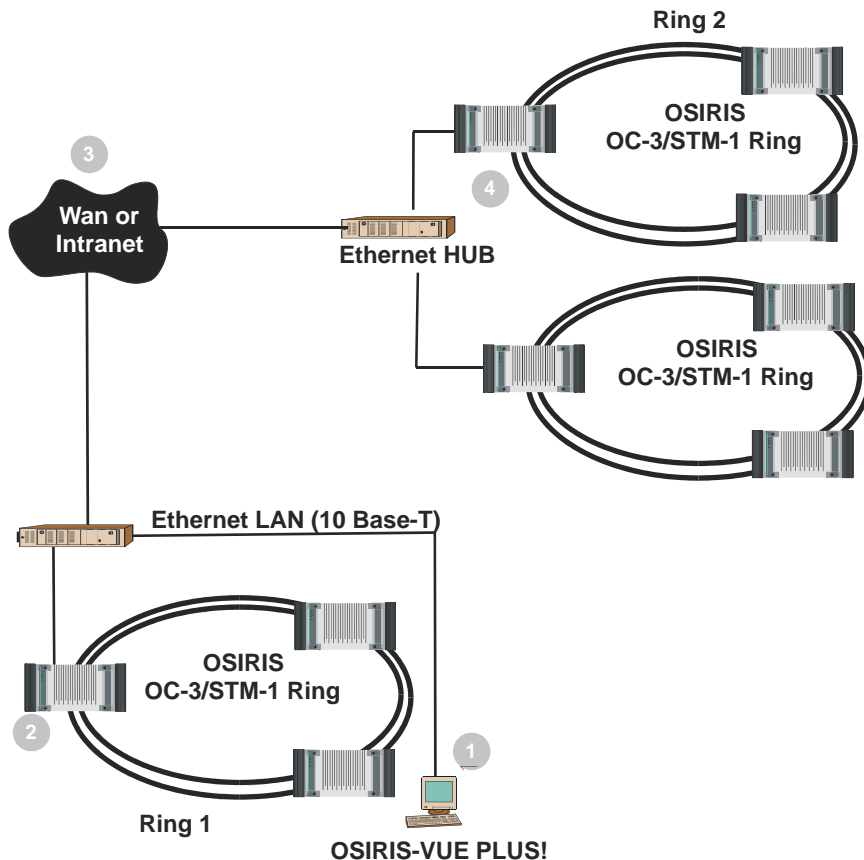 Ring 2
OSIRIS
OC-3/STM-1 Ring
3
4
Wan or
Intranet
Ethernet HUB
OSIRIS
OC-3/STM-1 Ring
Ethernet LAN (10 Base-T)
OSIRIS
OC-3/STM-1 Ring
2
1
Ring 1
OSIRIS-VUE PLUS!